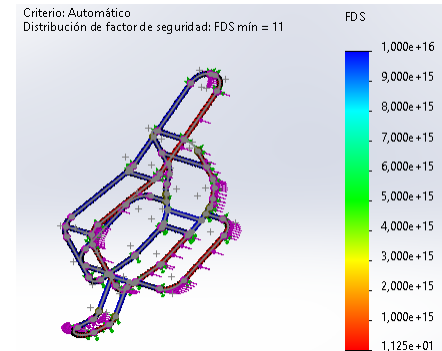 Criterio: Automático
Distribución de factor de seguridad: FDS mín = 11
FDS
1,000e+16
9,000e+15
8,000e+15
7,000e+15
6,000e+15
5,000e+15
4,000e+15
3,000e+15
2,000e+15
1,000e+15
1,125e+01